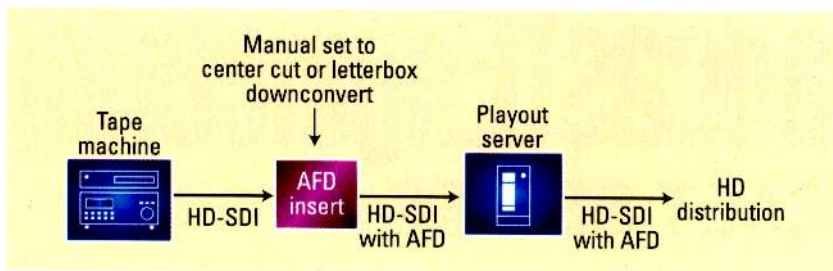 Manual set to
center cut or letterbox
downconvert
Tape
machine
HD-SDI
AFD
insert
HD-SDI
with AFD
Playout
server
HD-SDI
with AFD
HD
distribution